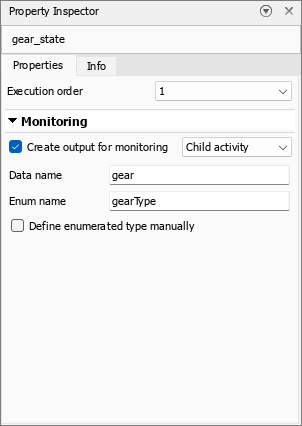 Property Inspector
gear_state
Properties Info
Execution order 1
Monitoring
Create output for monitoring Child activity
Data name gear
Enum name gearType
Define enumerated type manually